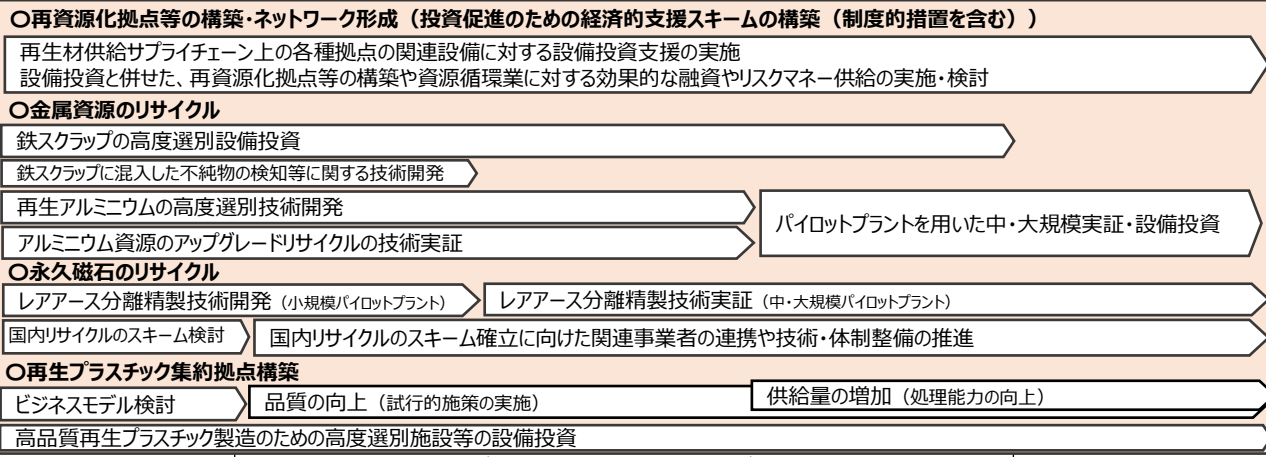 ○再資源化拠点等の構築・ネットワーク形成（投資促進のための経済的支援スキームの構築（制度的措置を含む））
再生材供給サプライチェーン上の各種拠点の関連設備に対する設備投資支援の実施
設備投資と併せた、再資源化拠点等の構築や資源循環業に対する効果的な融資やリスクマネー供給の実施・検討
○金属資源のリサイクル
鉄スクラップの高度選別設備投資
鉄スクラップに混入した不純物の検知等に関する技術開発
再生アルミニウムの高度選別技術開発
パイロットプラントを用いた中・大規模実証・設備投資
アルミニウム資源のアップグレードリサイクルの技術実証
○永久磁石のリサイクル
レアアース分離精製技術開発（小規模パイロットプラント）
レアアース分離精製技術実証（中・大規模パイロットプラント）
国内リサイクルのスキーム検討
国内リサイクルのスキーム確立に向けた関連事業者の連携や技術・体制整備の推進
○再生プラスチック集約拠点構築
ビジネスモデル検討
品質の向上（試行的施策の実施）
供給量の増加（処理能力の向上）
高品質再生プラスチック製造のための高度選別施設等の設備投資